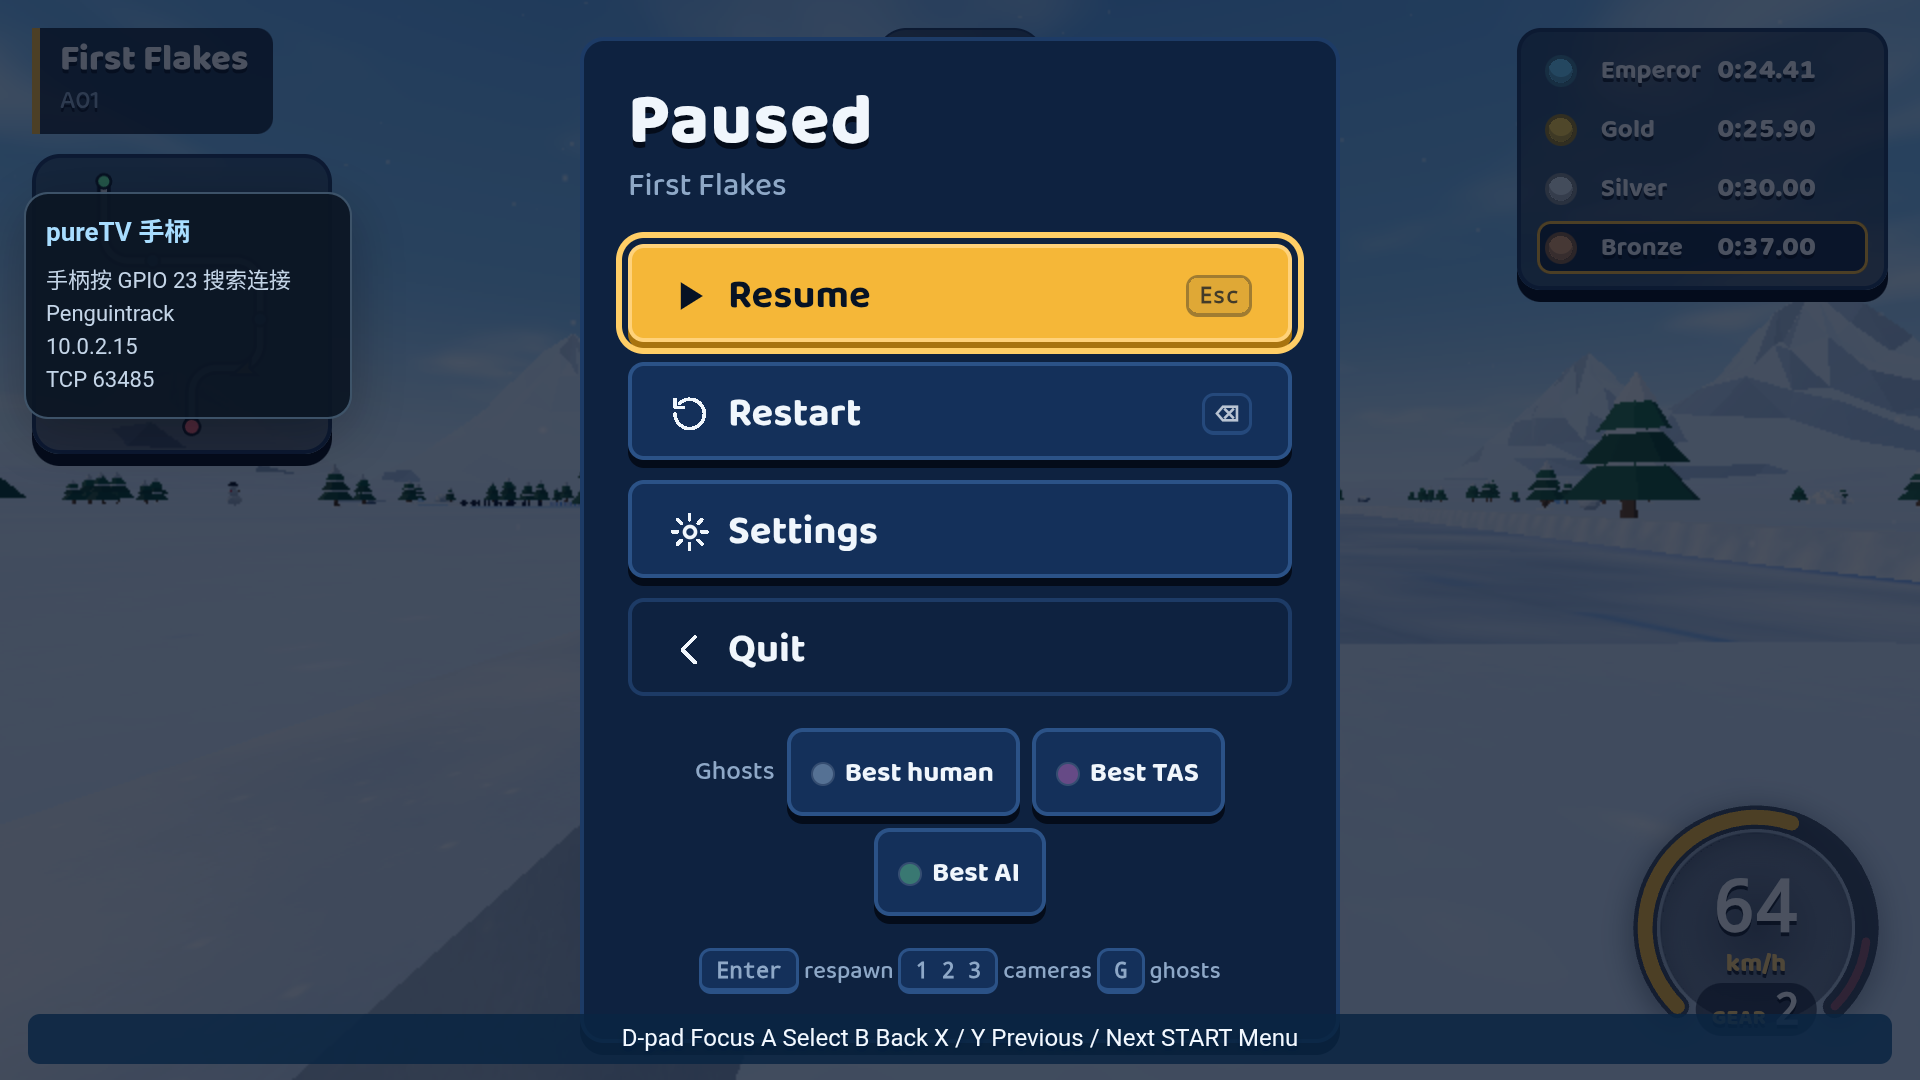 First Flakes
A01
pureTV 手柄
手柄按 GPIO 23 搜索连接
Penguintrack
10.0.2.15
TCP 63485
Paused
First Flakes
Resume Esc
Restart
Settings
Quit
Ghosts Best human Best TAS
Best AI
Enter respawn 1 2 3 cameras G ghosts
Emperor 0:24.41
Gold 0:25.90
Silver 0:30.00
Bronze 0:37.00
64
km/h
GEAR 2
D-pad Focus A Select B Back X / Y Previous / Next START Menu